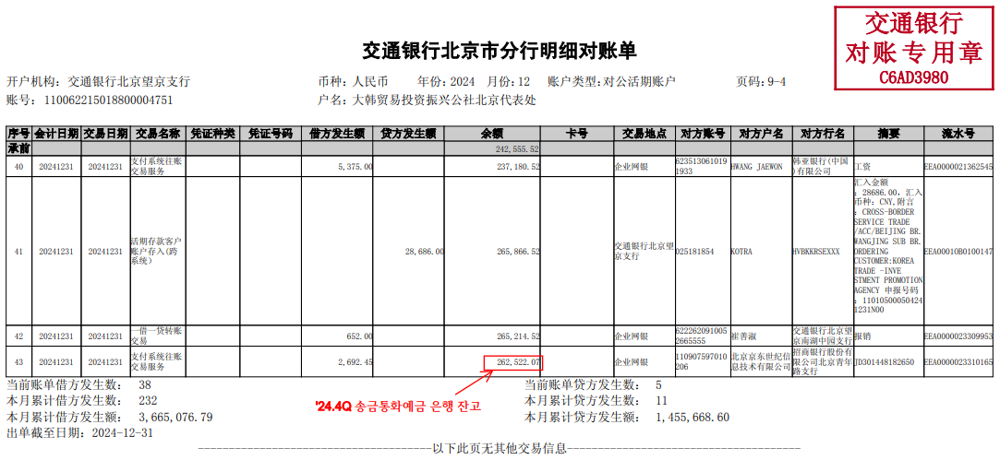 交通银行
对账专用章
C6AD3980
交通银行北京市分行明细对账单
开户机构: 交通银行北京望京支行 币种: 人民币 年份: 2024 月份: 12 账户类型: 对公活期账户 页码: 9-4
账号: 110062215018800004751 户名: 大韩贸易投资振兴公社北京代表处
序号 会计日期 交易日期 交易名称 凭证种类 凭证号码 借方发生额 贷方发生额 余额 卡号 交易地点 对方账号 对方户名 对方行名 摘要 流水号
承前 242,555.52
40 20241231 20241231 支付系统往账 交易服务 5,375.00 237,180.52 企业网银 623513061019 1933 HWANG JAEWON 韩亚银行(中国 )有限公司 工资 EEA0000021362545
41 20241231 20241231 活期存款客户 账户存入(跨 系统) 28,686.00 265,866.52 交通银行北京望 京支行 025181854 KOTRA HVBKKRSEXXX
汇入金额
: 28686.00, 汇入
币种: CNY,附言
: CROSS-BORDER
SERVICE TRADE
/ACC/BEIJING BR.
WANGJING SUB BR.
ORDERING
CUSTOMER:KOREA
TRADE -INVE
STMENT PROMOTION
AGENCY 申报号码
: 11010500050424
1231N00
EEA00010B0100147
42 20241231 20241231 一借一贷转账 交易 652.00 265,214.52 企业网银 622262091005 2665555 崔善淑 交通银行北京望 京南湖中园支行 报销 EEA0000023309953
43 20241231 20241231 支付系统往账 交易服务 2,692.45 262,522.07 企业网银 110907597010 206 北京京东世纪信 息技术有限公司 招商银行股份有 限公司北京青年 路支行 JD301448182650 EEA0000023310165
当前账单借方发生数: 38 当前账单贷方发生数: 5
本月累计借方发生数: 232 本月累计贷方发生数: 11
本月累计借方发生额: 3,665,076.79 本月累计贷方发生额: 1,455,668.60
出单截至日期: 2024-12-31
'24.4Q 송금통화예금 은행 잔고
以下此页无其他交易信息